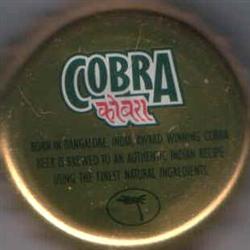 COBRA
कोबरा
BORN IN BANGALORE, INDIA, AWARD WINNING COBRA
BEER IS BREWED TO AN AUTHENTIC INDIAN RECIPE
USING THE FINEST NATURAL INGREDIENTS.